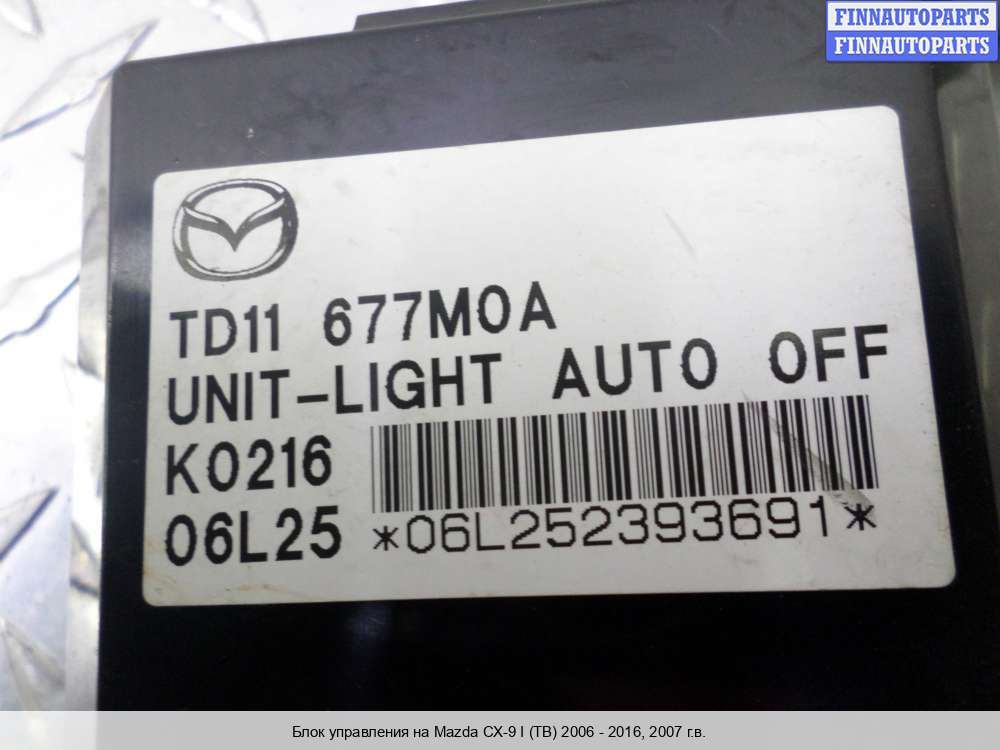 FINNAUTOPARTS
FINNAUTOPARTS
TD11 677M0A
UNIT-LIGHT AUTO OFF
K0216
06L25 *06L252393691*
Блок управления на Mazda CX-9 I (TB) 2006 - 2016, 2007 г.в.